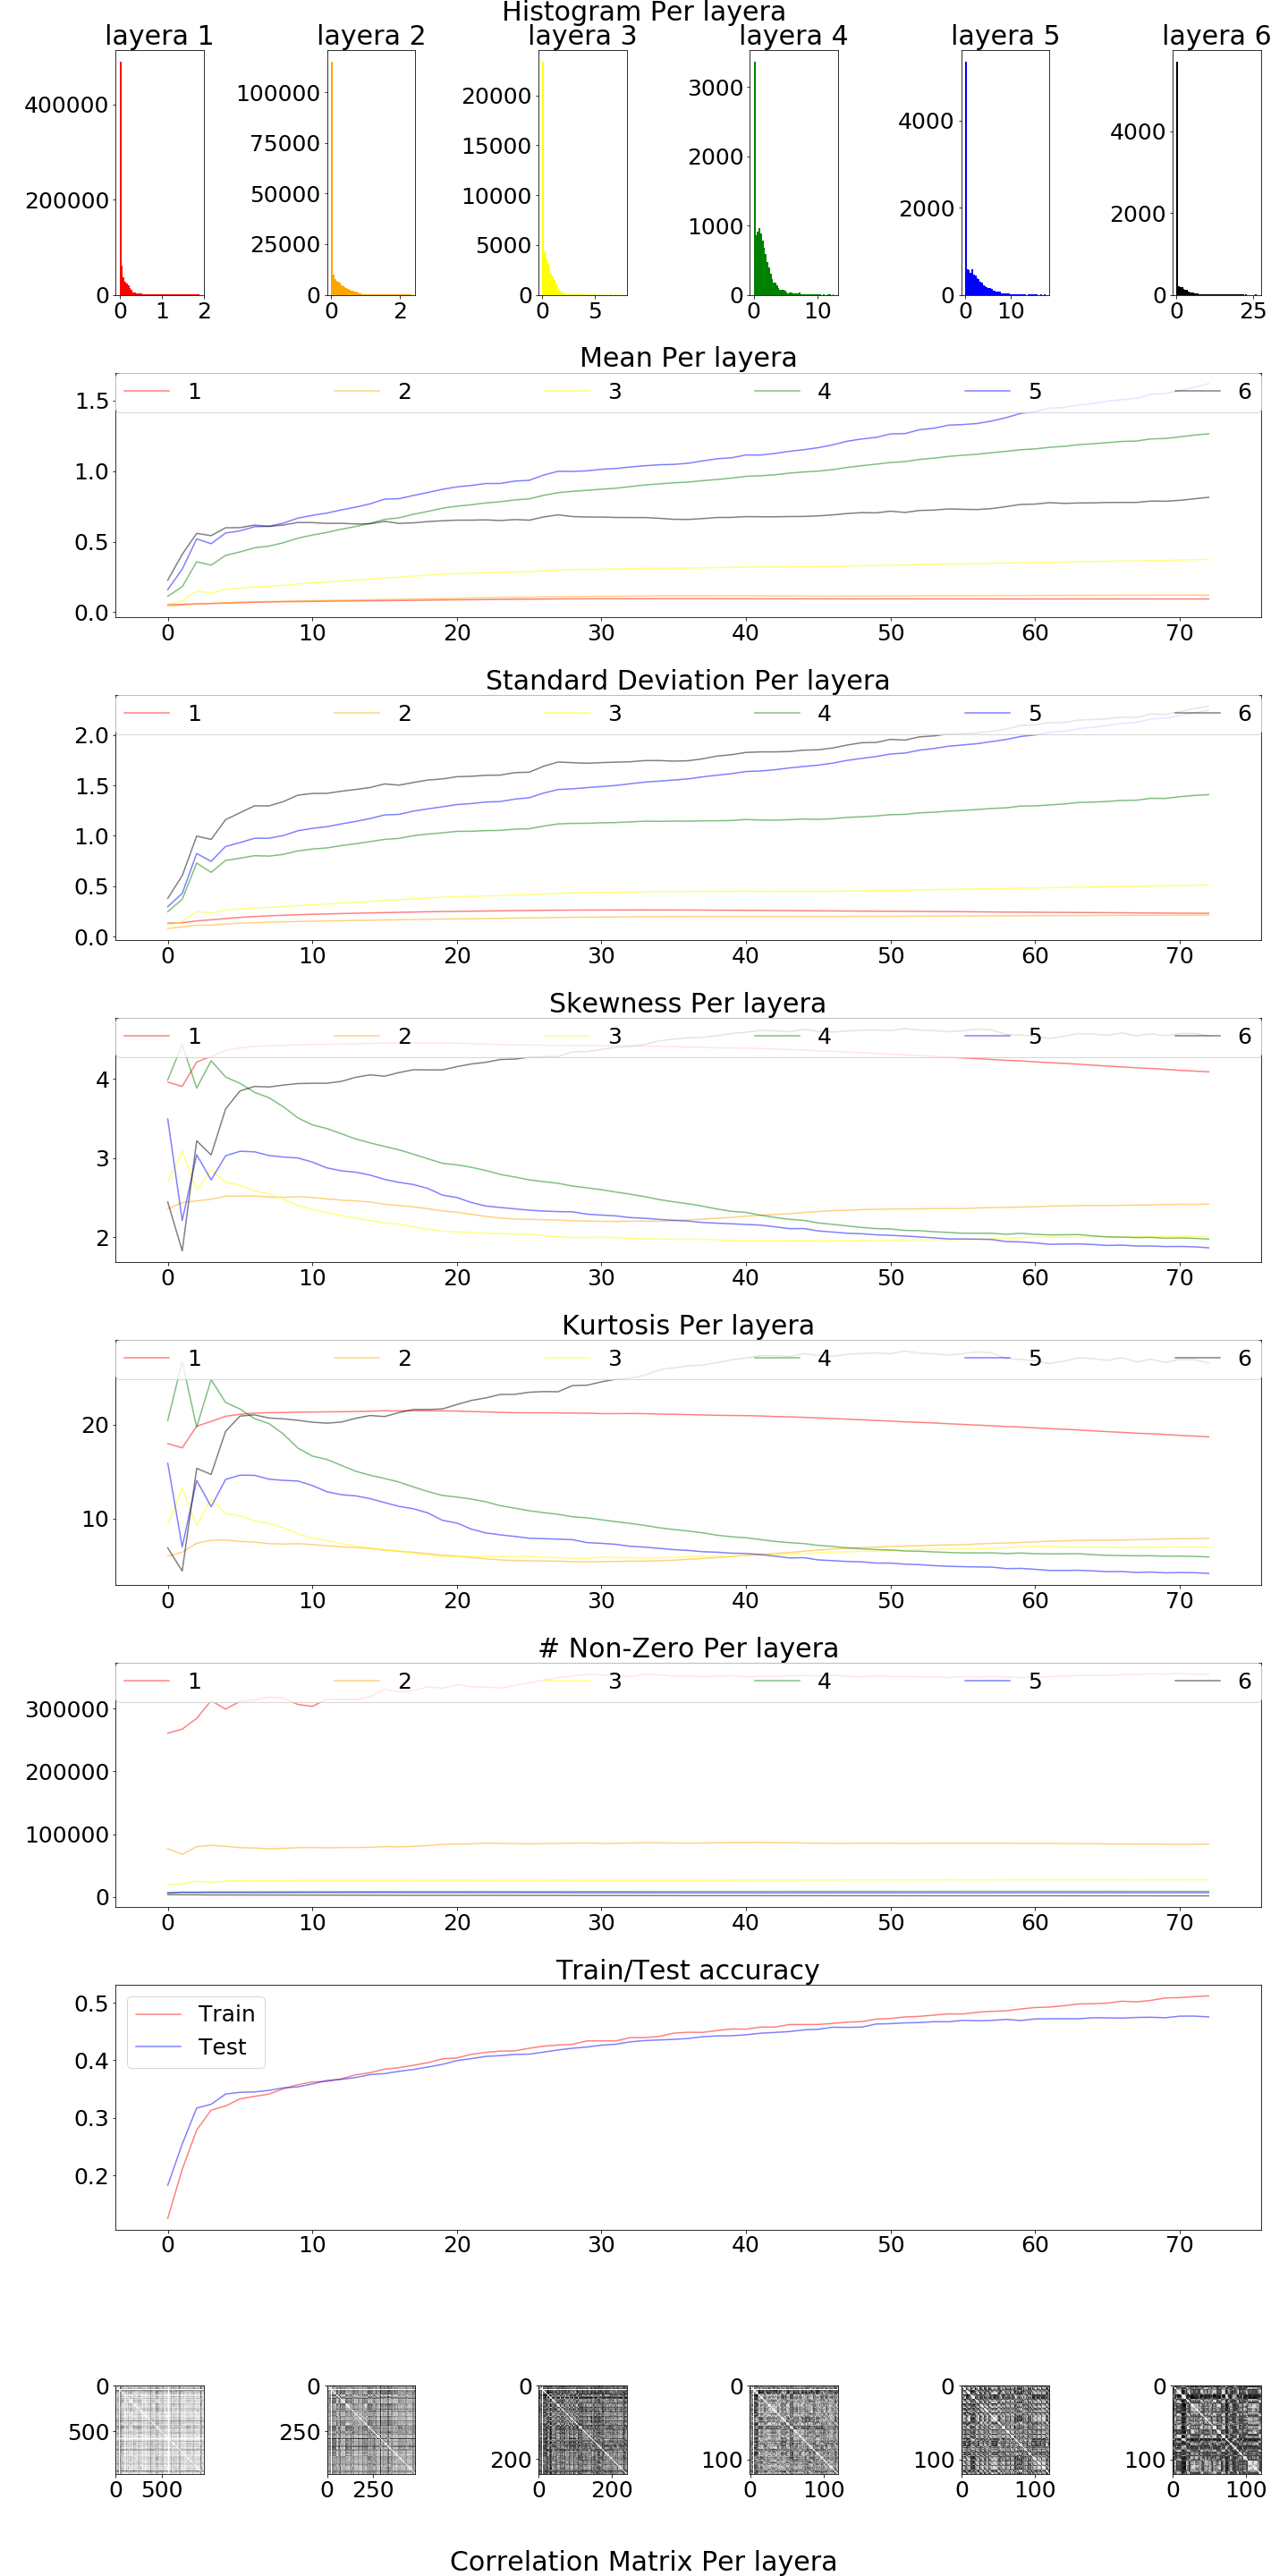 Histogram Per layera
layera 1 layera 2 layera 3 layera 4 layera 5 layera 6
400000 200000 0 0 1 2
100000 75000 50000 25000 0 0 2
20000 15000 10000 5000 0 0 5
3000 2000 1000 0 0 10
4000 2000 0 0 10
4000 2000 0 0 25
Mean Per layera
1 2 3 4 5 6
1.5
1.0
0.5
0.0
0 10 20 30 40 50 60 70
Standard Deviation Per layera
1 2 3 4 5 6
2.0
1.5
1.0
0.5
0.0
0 10 20 30 40 50 60 70
Skewness Per layera
1 2 3 4 5 6
4
3
2
0 10 20 30 40 50 60 70
Kurtosis Per layera
1 2 3 4 5 6
20
10
0 10 20 30 40 50 60 70
# Non-Zero Per layera
1 2 3 4 5 6
300000
200000
100000
0
0 10 20 30 40 50 60 70
Train/Test accuracy
Train
Test
0.5
0.4
0.3
0.2
0 10 20 30 40 50 60 70
0 0 0 0 0 0
500 250 200 100 100 100
0 500 0 250 0 200 0 100 0 100 0 100
Correlation Matrix Per layera